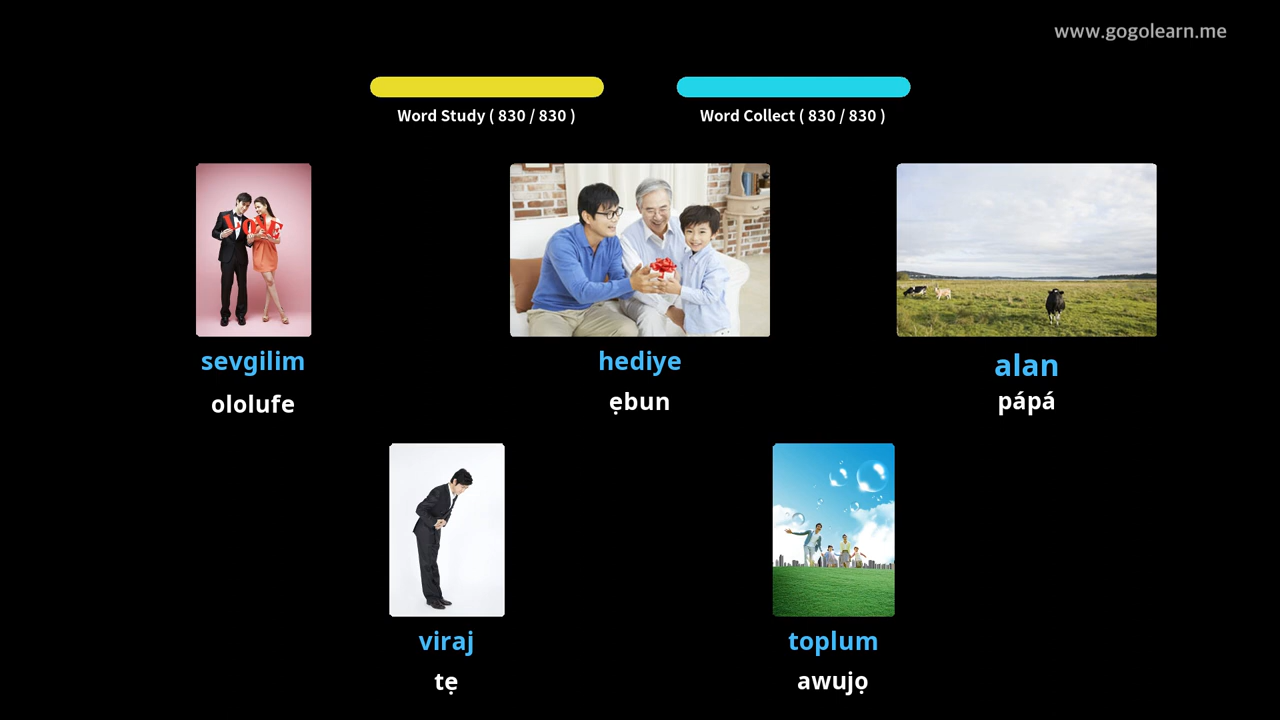 www.gogolearn.me
Word Study ( 830 / 830 )
Word Collect ( 830 / 830 )
LOVE
sevgilim
hediye
alan
ololufe
ẹbun
pápá
viraj
toplum
tẹ
awujọ